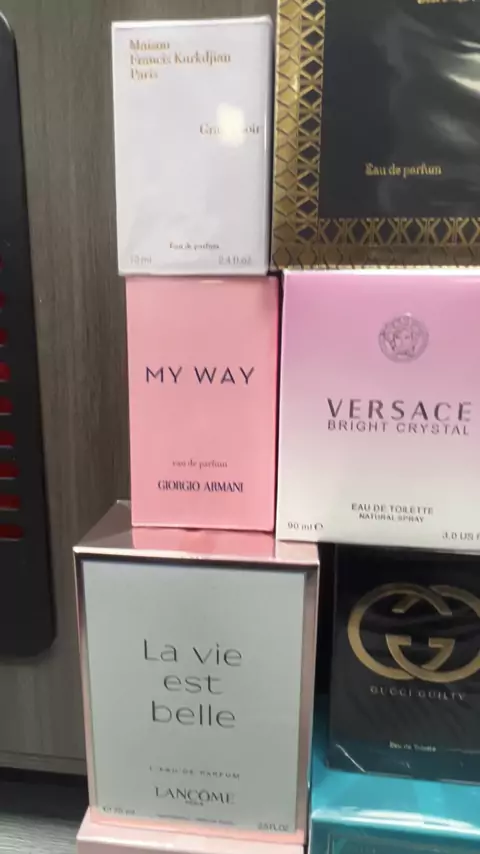 Maison
Francis Kurkdjian
Paris
Eau de parfum
2.4 fl oz
Eau de parfum
MY WAY
eau de parfum
GIORGIO ARMANI
VERSACE
BRIGHT CRYSTAL
EAU DE TOILETTE
NATURAL SPRAY
90 ml e
3.0 US
La vie
est
belle
L'EAU DE PARFUM
LANCÔME
GUCCI GUILTY
Eau de Toilette